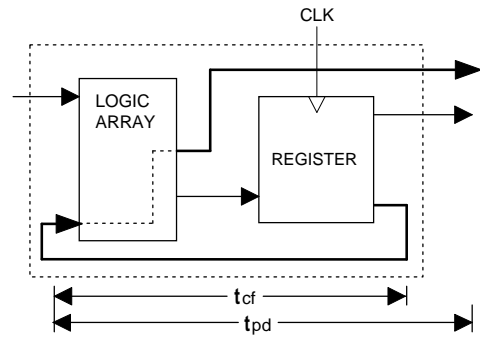 CLK
LOGIC
ARRAY
REGISTER
tcf
tpd